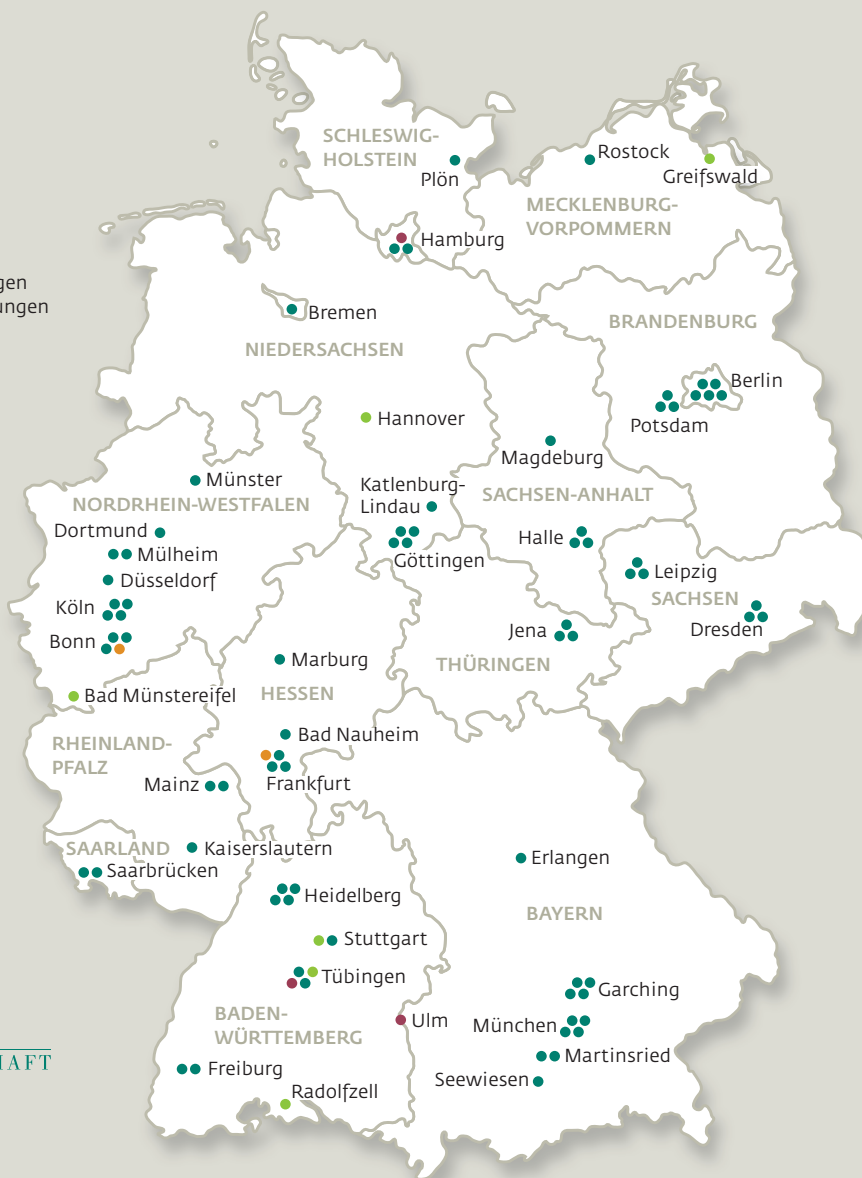 SCHLESWIG-
HOLSTEIN
Plön
Rostock
Greifswald
MECKLENBURG-
VORPOMMERN
Hamburg
Bremen
NIEDERSACHSEN
BRANDENBURG
Berlin
Potsdam
Hannover
Magdeburg
Münster
NORDRHEIN-WESTFALEN
Katlenburg-
Lindau
SACHSEN-ANHALT
Dortmund
Mülheim
Göttingen
Halle
Düsseldorf
Leipzig
SACHSEN
Köln
Bonn
Jena
Dresden
Marburg
THÜRINGEN
HESSEN
Bad Münstereifel
Bad Nauheim
RHEINLAND-
PFALZ
Mainz
Frankfurt
SAARLAND
Kaiserslautern
Saarbrücken
Erlangen
Heidelberg
BAYERN
Stuttgart
Tübingen
Garching
BADEN-
WÜRTTEMBERG
Ulm
München
Martinsried
Freiburg
Seewiesen
Radolfzell